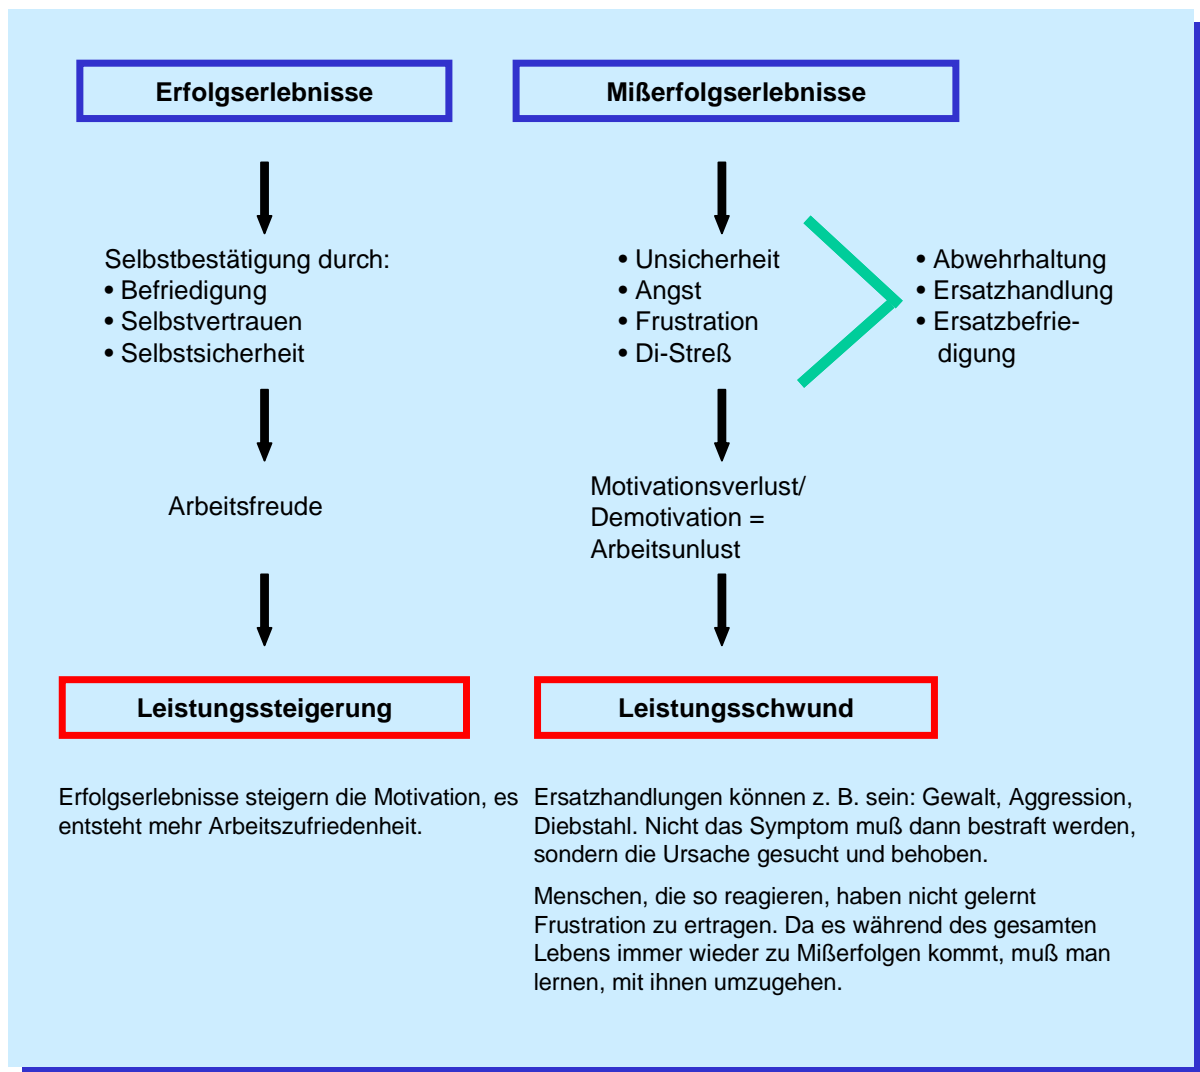 Erfolgserlebnisse
Selbstbestätigung durch:
• Befriedigung
• Selbstvertrauen
• Selbstsicherheit
Arbeitsfreude
Leistungssteigerung
Erfolgserlebnisse steigern die Motivation, es
entsteht mehr Arbeitszufriedenheit.
Mißerfolgserlebnisse
• Unsicherheit
• Angst
• Frustration
• Di-Streß
• Abwehrhaltung
• Ersatzhandlung
• Ersatzbefrie-
digung
Motivationsverlust/
Demotivation =
Arbeitsunlust
Leistungsschwund
Ersatzhandlungen können z. B. sein: Gewalt, Aggression,
Diebstahl. Nicht das Symptom muß dann bestraft werden,
sondern die Ursache gesucht und behoben.
Menschen, die so reagieren, haben nicht gelernt
Frustration zu ertragen. Da es während des gesamten
Lebens immer wieder zu Mißerfolgen kommt, muß man
lernen, mit ihnen umzugehen.